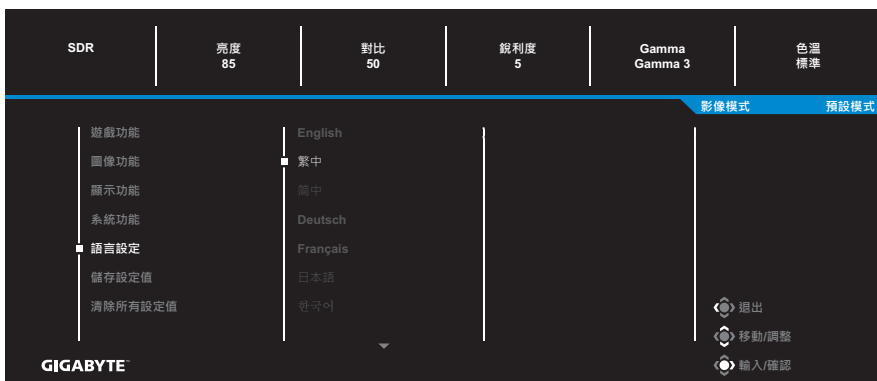 SDR
亮度
85
對比
50
銳利度
5
Gamma
Gamma 3
色溫
標準
影像模式
預設模式
遊戲功能
圖像功能
顯示功能
系統功能
語言設定
儲存設定值
清除所有設定值
English
繁中
简中
Deutsch
Français
日本語
한국어
退出
移動/調整
輸入/確認
GIGABYTE™